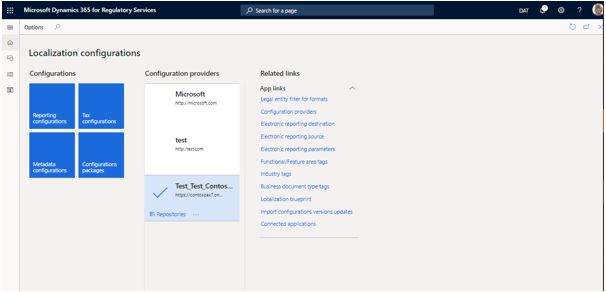 Microsoft Dynamics 365 for Regulatory Services
Search for a page
DAT
Options
Localization configurations
Configurations
Reporting configurations
Tax configurations
Metadata configurations
Configurations packages
Configuration providers
Microsoft
http://microsoft.com
test
http://test.com
Test_Test_Contos...
https://contosoax7.on...
Repositories ...
Related links
App links
Legal entity filter for formats
Configuration providers
Electronic reporting destination
Electronic reporting source
Electronic reporting parameters
Functional/Feature area tags
Industry tags
Business document type tags
Localization blueprint
Import configurations versions updates
Connected applications